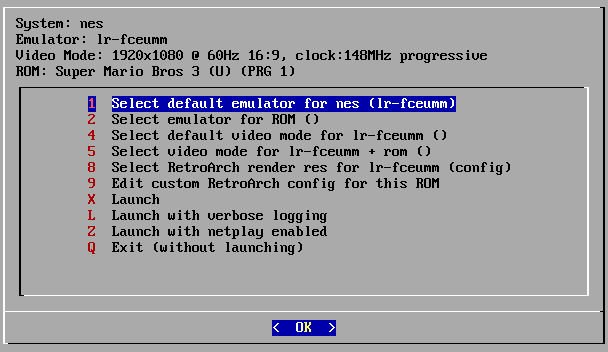 System: nes
Emulator: lr-fceumm
Video Mode: 1920x1080 @ 60Hz 16:9, clock:148MHz progressive
ROM: Super Mario Bros 3 (U) (PRG 1)
1 Select default emulator for nes (lr-fceumm)
2 Select emulator for ROM ()
4 Select default video mode for lr-fceumm ()
5 Select video mode for lr-fceumm + rom ()
8 Select RetroArch render res for lr-fceumm (config)
9 Edit custom RetroArch config for this ROM
X Launch
L Launch with verbose logging
Z Launch with netplay enabled
Q Exit (without launching)
< OK >